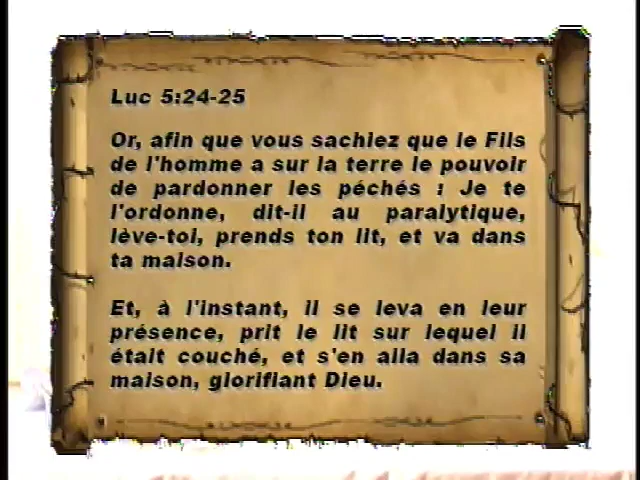 Luc 5:24-25
Or, afin que vous sachiez que le Fils
de l'homme a sur la terre le pouvoir
de pardonner les péchés : Je te
l'ordonne, dit-il au paralytique,
lève-toi, prends ton lit, et va dans
ta maison.
Et, à l'instant, il se leva en leur
présence, prit le lit sur lequel il
était couché, et s'en alla dans sa
maison, glorifiant Dieu.